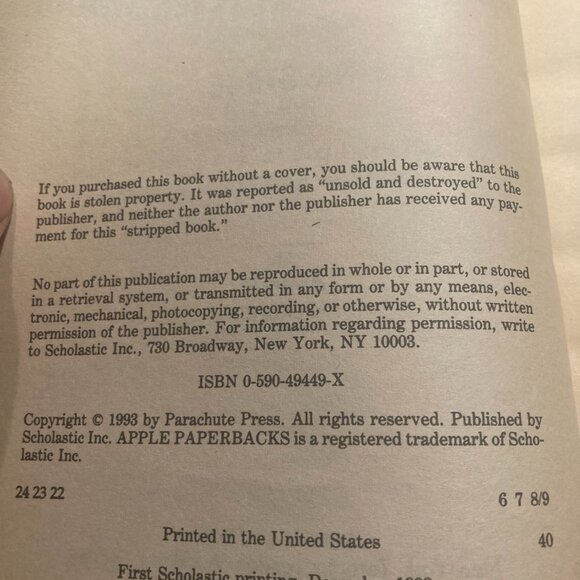 If you purchased this book without a cover, you should be aware that this
book is stolen property. It was reported as “unsold and destroyed” to the
publisher, and neither the author nor the publisher has received any pay-
ment for this “stripped book.”
No part of this publication may be reproduced in whole or in part, or stored
in a retrieval system, or transmitted in any form or by any means, elec-
tronic, mechanical, photocopying, recording, or otherwise, without written
permission of the publisher. For information regarding permission, write
to Scholastic Inc., 730 Broadway, New York, NY 10003.
ISBN 0-590-49449-X
Copyright © 1993 by Parachute Press. All rights reserved. Published by
Scholastic Inc. APPLE PAPERBACKS is a registered trademark of Scho-
lastic Inc.
24 23 22 6 7 8/9
Printed in the United States 40
First Scholastic printing,